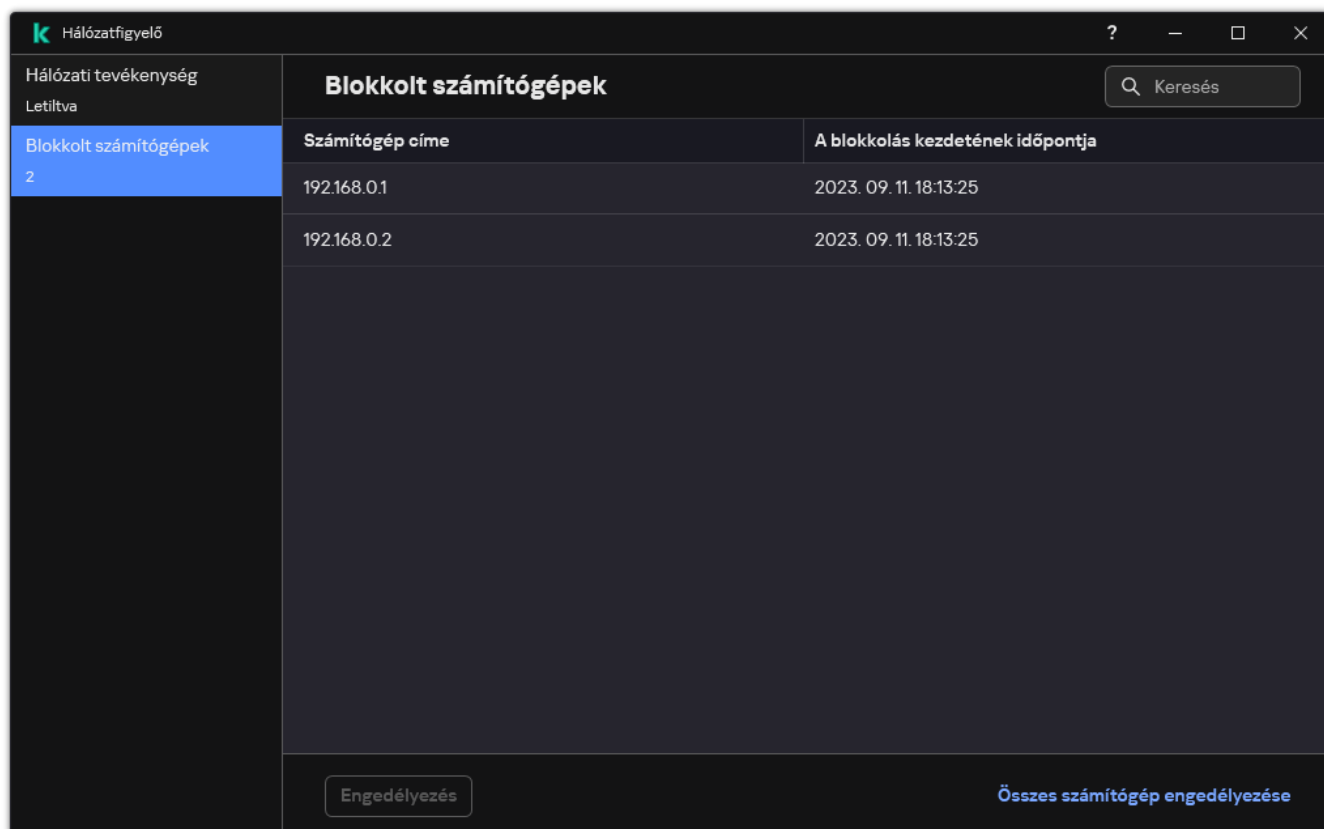 Hálózatfigyelő
?
Hálózati tevékenység
Letiltva
Blokkolt számítógépek
2
Blokkolt számítógépek
Keresés
Számítógép címe A blokkolás kezdetének időpontja
192.168.0.1 2023. 09. 11. 18:13:25
192.168.0.2 2023. 09. 11. 18:13:25
Engedélyezés
Összes számítógép engedélyezése